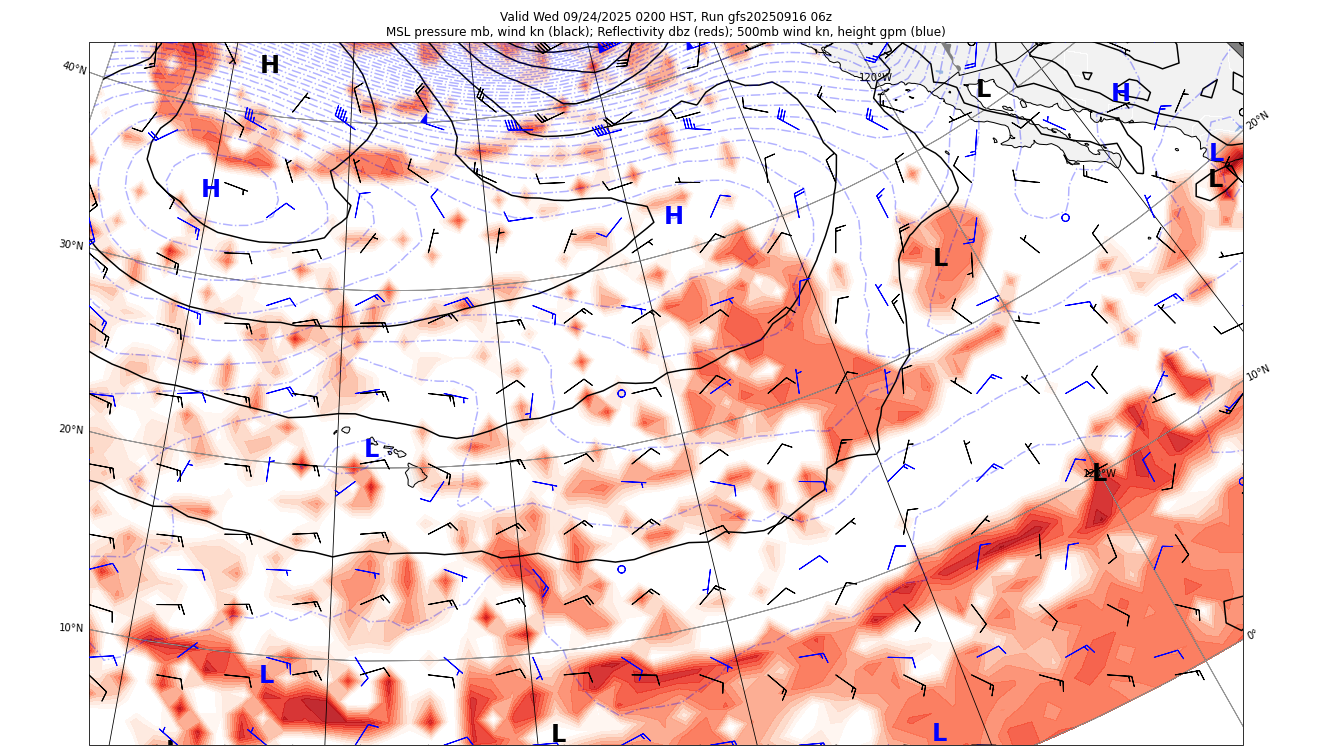 Valid Wed 09/24/2025 0200 HST, Run gfs20250916 06z
MSL pressure mb, wind kn (black); Reflectivity dbz (reds); 500mb wind kn, height gpm (blue)
40°N
H
120°W
L
H
20°N
L
L
H
H
30°N
L
10°N
20°N
L
L
120°W
10°N
0°
L
L
L